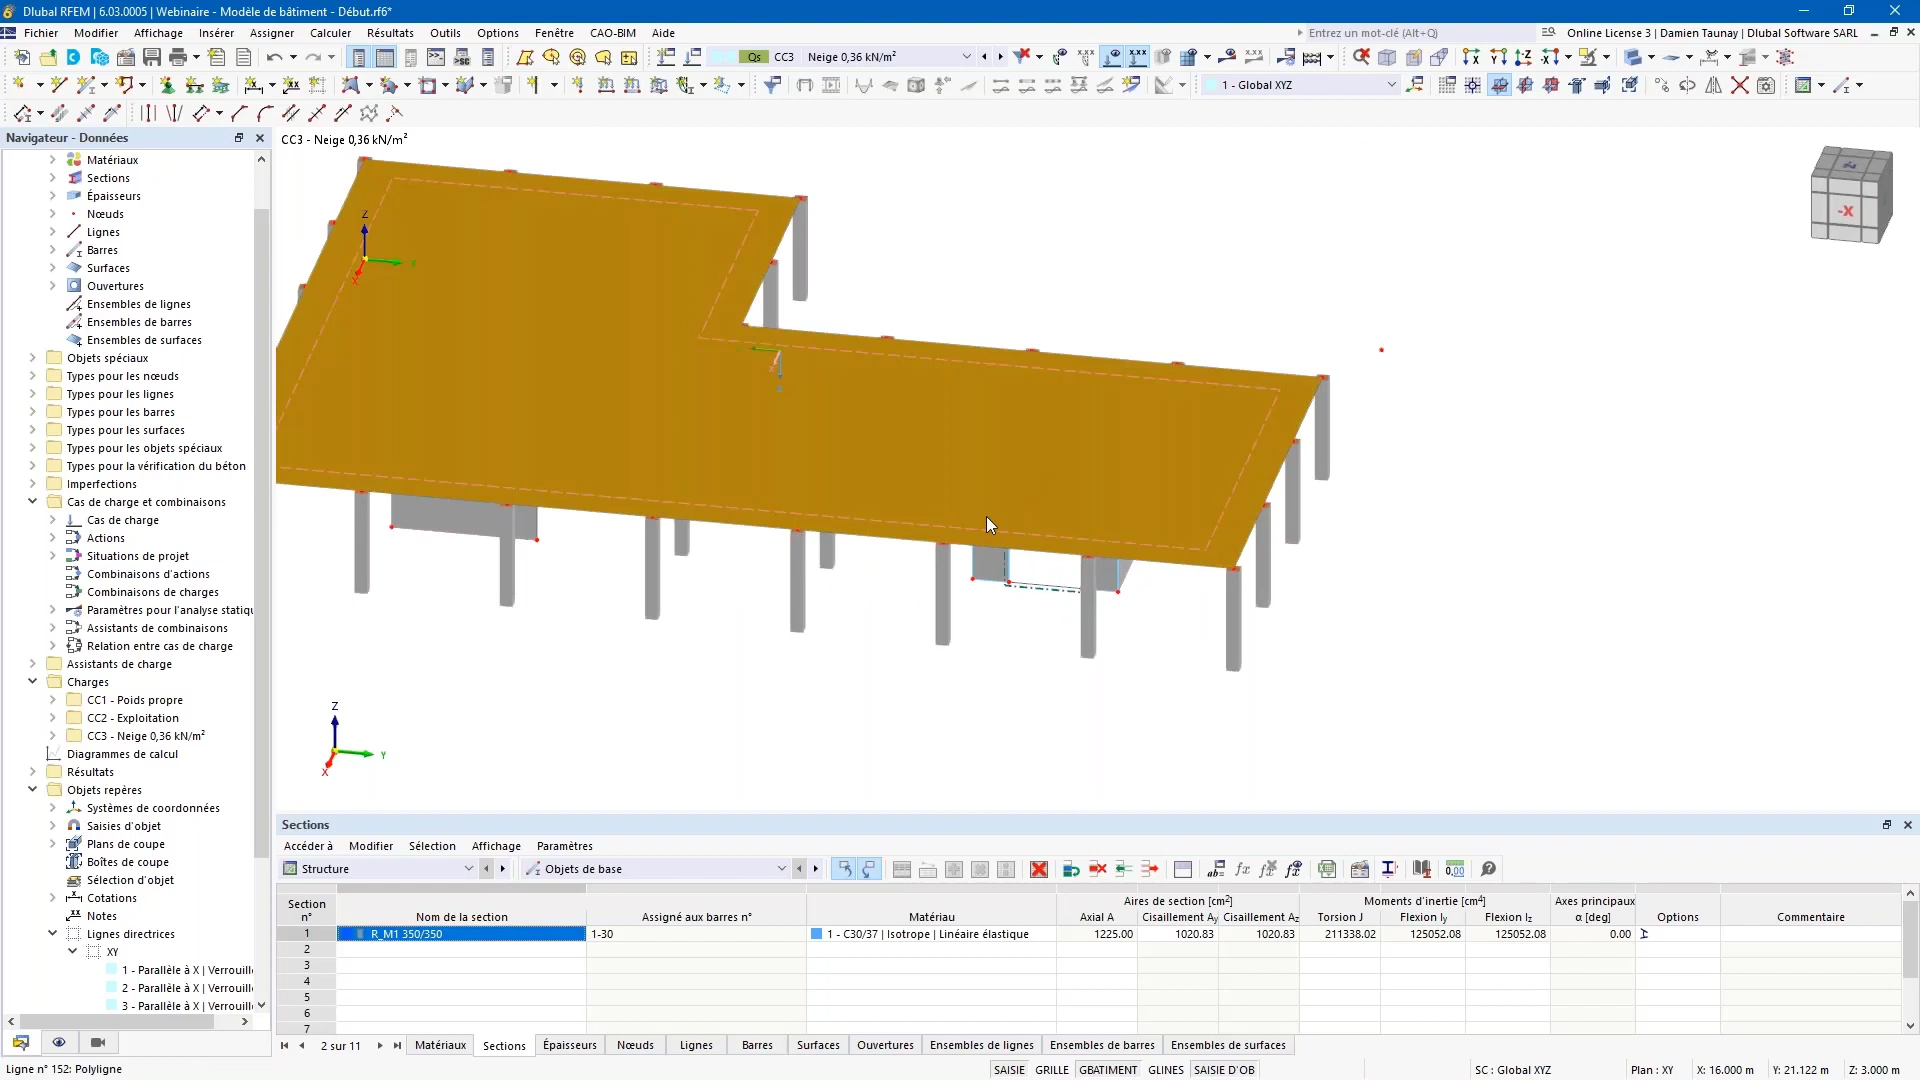 Dlubal RFEM | 6.03.0005 | Webinaire - Modèle de bâtiment - Début.rf6*
Fichier Modifier Affichage Insérer Assigner Calculer Résultats Outils Options Fenêtre CAO-BIM Aide
Entrez un mot-clé (Alt+Q)
Online License 3 | Damien Taunay | Dlubal Software SARL
Qs CC3 Neige 0,36 kN/m²
1 - Global XYZ
Navigateur - Données
Matériaux
Sections
Épaisseurs
Nœuds
Lignes
Barres
Surfaces
Ouvertures
Ensembles de lignes
Ensembles de barres
Ensembles de surfaces
Objets spéciaux
Types pour les nœuds
Types pour les lignes
Types pour les barres
Types pour les surfaces
Types pour les objets spéciaux
Types pour la vérification du béton
Imperfections
Cas de charge et combinaisons
Cas de charge
Actions
Situations de projet
Combinaisons d'actions
Combinaisons de charges
Paramètres pour l'analyse statiqu
Assistants de combinaisons
Relation entre cas de charge
Assistants de charge
Charges
CC1 - Poids propre
CC2 - Exploitation
CC3 - Neige 0,36 kN/m²
Diagrammes de calcul
Résultats
Objets repères
Systèmes de coordonnées
Saisies d'objet
Plans de coupe
Boîtes de coupe
Sélection d'objet
Cotations
Notes
Lignes directrices
XY
1 - Parallèle à X | Verrouillé
2 - Parallèle à X | Verrouillé
3 - Parallèle à X | Verrouillé
CC3 - Neige 0,36 kN/m²
Z
X
-X
Z
Y
X
Sections
Accéder à Modifier Sélection Affichage Paramètres
Structure
Objets de base
Section n°
Nom de la section
Assigné aux barres n°
Matériau
Aires de section [cm²]
Axial A Cisaillement Ay Cisaillement Az
Moments d'inertie [cm⁴]
Torsion J Flexion Iy Flexion Iz
Axes principaux
α [deg]
Options
Commentaire
1 R_M1 350/350 1-30 1 - C30/37 | Isotrope | Linéaire élastique 1225.00 1020.83 1020.83 211338.02 125052.08 125052.08 0.00
2
3
4
5
6
7
2 sur 11
Matériaux Sections Épaisseurs Nœuds Lignes Barres Surfaces Ouvertures Ensembles de lignes Ensembles de barres Ensembles de surfaces
Ligne n° 152: Polyligne
SAISIE GRILLE GBATIMENT GLINES SAISIE D'OB
SC : Global XYZ
Plan : XY
X: 16.000 m Y: 21.122 m Z: 3.000 m